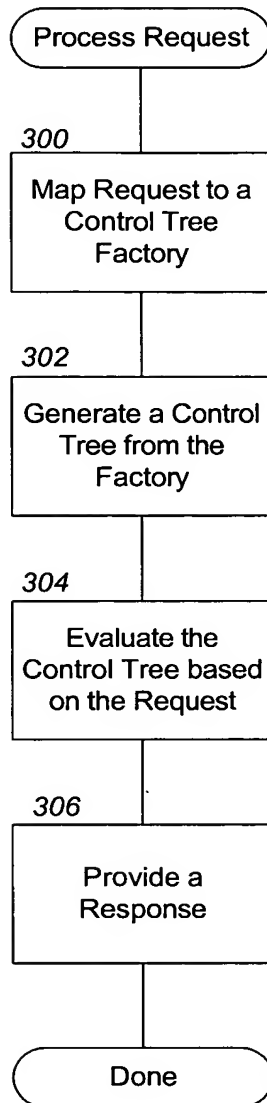 Process Request
300
Map Request to a
Control Tree
Factory
302
Generate a Control
Tree from the
Factory
304
Evaluate the
Control Tree based
on the Request
306
Provide a
Response
Done